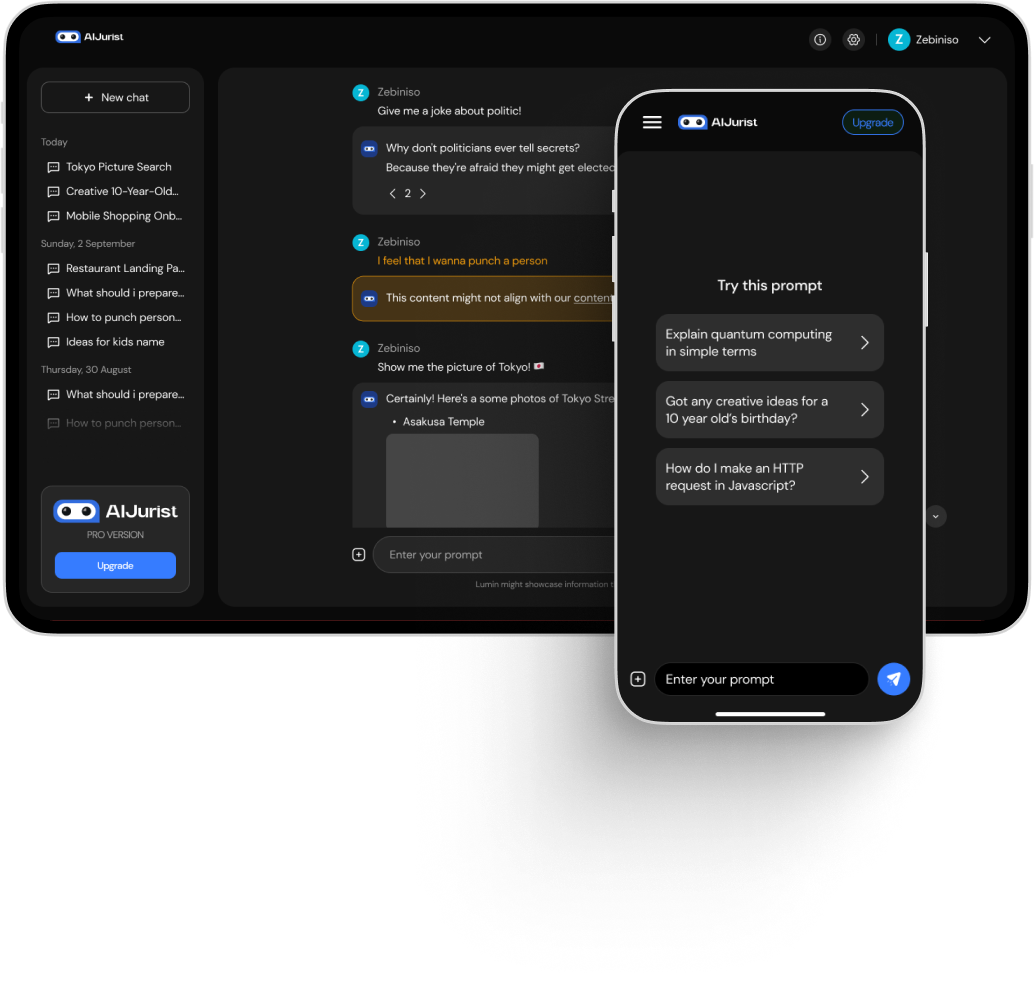 AIJurist
Z Zebiniso
+ New chat
Today
Tokyo Picture Search
Creative 10-Year-Old...
Mobile Shopping Onb...
Sunday, 2 September
Restaurant Landing Pa...
What should i prepare...
How to punch person...
Ideas for kids name
Thursday, 30 August
What should i prepare...
How to punch person...
AIJurist
PRO VERSION
Upgrade
Z Zebiniso
Give me a joke about politic!
Why don't politicians ever tell secrets?
Because they're afraid they might get elected
< 2 >
Z Zebiniso
I feel that I wanna punch a person
This content might not align with our content
Z Zebiniso
Show me the picture of Tokyo! 🇯🇵
Certainly! Here's a some photos of Tokyo Stre
• Asakusa Temple
Enter your prompt
Lumin might showcase information t
AIJurist
Upgrade
Try this prompt
Explain quantum computing
in simple terms
Got any creative ideas for a
10 year old's birthday?
How do I make an HTTP
request in Javascript?
Enter your prompt